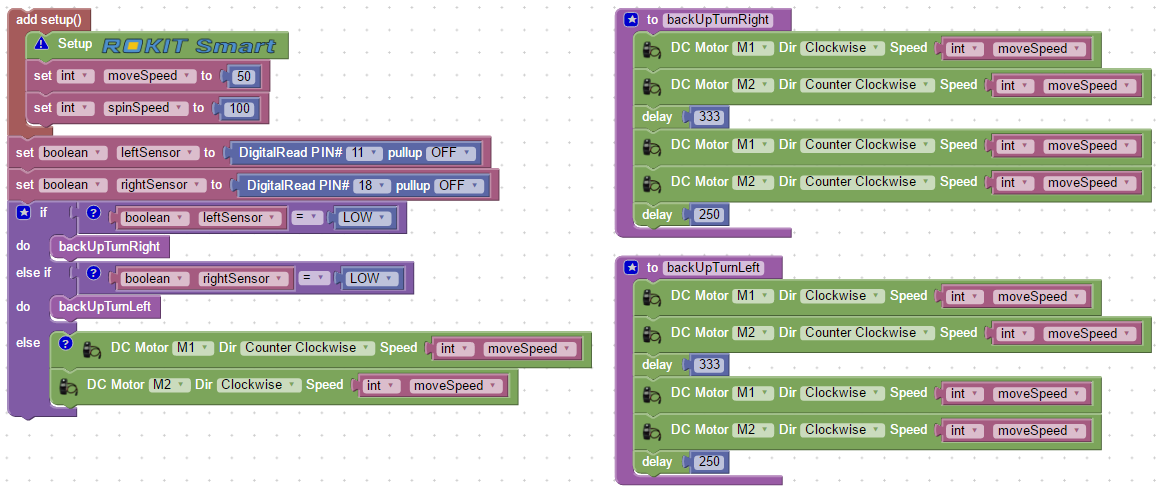 add setup()
Setup ROKIT Smart
set int moveSpeed to 50
set int spinSpeed to 100
set boolean leftSensor to DigitalRead PIN# 11 pullup OFF
set boolean rightSensor to DigitalRead PIN# 18 pullup OFF
if boolean leftSensor = LOW
do backUpTurnRight
else if boolean rightSensor = LOW
do backUpTurnLeft
else DC Motor M1 Dir Counter Clockwise Speed int moveSpeed
DC Motor M2 Dir Clockwise Speed int moveSpeed
to backUpTurnRight
DC Motor M1 Dir Clockwise Speed int moveSpeed
DC Motor M2 Dir Counter Clockwise Speed int moveSpeed
delay 333
DC Motor M1 Dir Counter Clockwise Speed int moveSpeed
DC Motor M2 Dir Counter Clockwise Speed int moveSpeed
delay 250
to backUpTurnLeft
DC Motor M1 Dir Clockwise Speed int moveSpeed
DC Motor M2 Dir Counter Clockwise Speed int moveSpeed
delay 333
DC Motor M1 Dir Clockwise Speed int moveSpeed
DC Motor M2 Dir Clockwise Speed int moveSpeed
delay 250